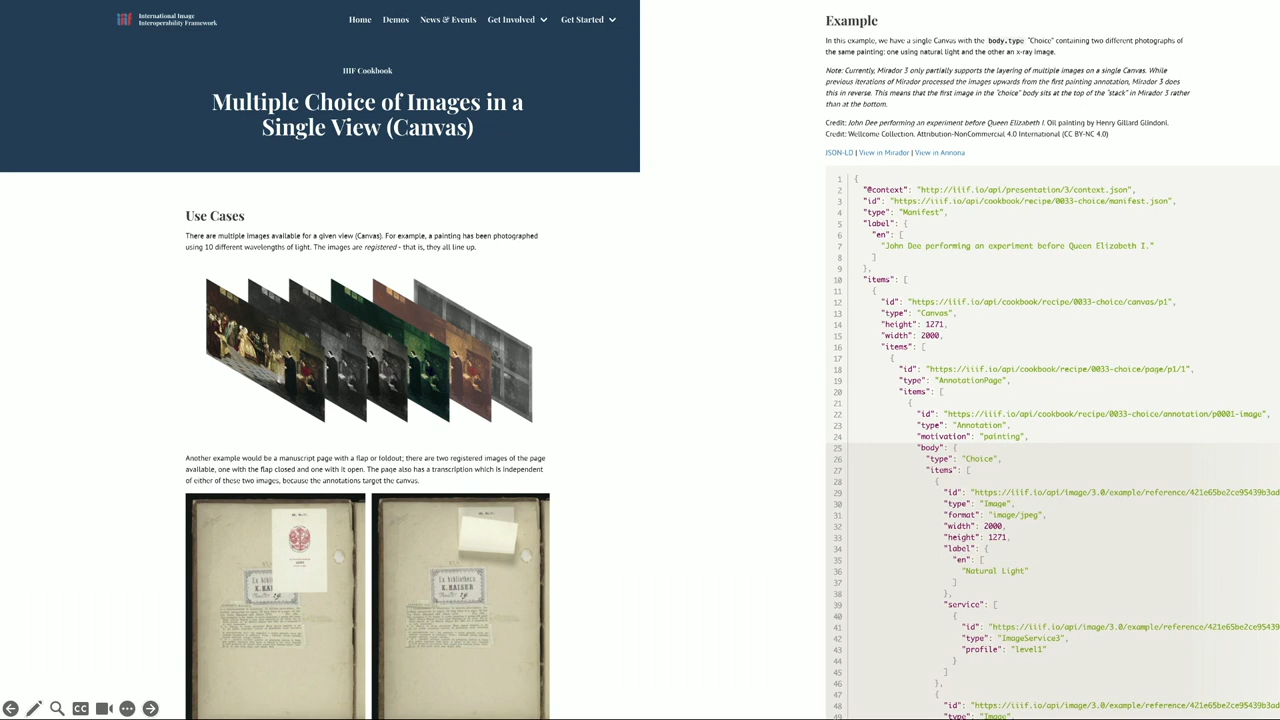 International Image
Interoperability Framework
Home Demos News & Events Get Involved Get Started
IIIF Cookbook
Multiple Choice of Images in a
Single View (Canvas)
Use Cases
There are multiple images available for a given view (Canvas). For example, a painting has been photographed
using 10 different wavelengths of light. The images are registered - that is, they all line up.
Another example would be a manuscript page with a flap or foldout; there are two registered images of the page
available, one with the flap closed and one with it open. The page also has a transcription which is independent
of either of these two images, because the annotations target the canvas.
Ex bibliotheca
K. KAISER
Example
In this example, we have a single Canvas with the body.type "Choice" containing two different photographs of
the same painting: one using natural light and the other an x-ray image.
Note: Currently, Mirador 3 only partially supports the layering of multiple images on a single Canvas. While
previous iterations of Mirador processed the images upwards from the first painting annotation, Mirador 3 does
this in reverse. This means that the first image in the "choice" body sits at the top of the "stack" in Mirador 3 rather
than at the bottom.
Credit: John Dee performing an experiment before Queen Elizabeth I. Oil painting by Henry Gillard Glindoni.
Credit: Wellcome Collection. Attribution-NonCommercial 4.0 International (CC BY-NC 4.0)
JSON-LD | View in Mirador | View in Annona
1 {
2 "@context": "http://iiif.io/api/presentation/3/context.json",
3 "id": "https://iiif.io/api/cookbook/recipe/0033-choice/manifest.json",
4 "type": "Manifest",
5 "label": {
6 "en": [
7 "John Dee performing an experiment before Queen Elizabeth I."
8 ]
9 },
10 "items": [
11 {
12 "id": "https://iiif.io/api/cookbook/recipe/0033-choice/canvas/p1",
13 "type": "Canvas",
14 "height": 1271,
15 "width": 2000,
16 "items": [
17 {
18 "id": "https://iiif.io/api/cookbook/recipe/0033-choice/page/p1/1",
19 "type": "AnnotationPage",
20 "items": [
21 {
22 "id": "https://iiif.io/api/cookbook/recipe/0033-choice/annotation/p0001-image",
23 "type": "Annotation",
24 "motivation": "painting",
25 "body": {
26 "type": "Choice",
27 "items": [
28 {
29 "id": "https://iiif.io/api/image/3.0/example/reference/421e65be2ce95439b3ad
30 "type": "Image",
31 "format": "image/jpeg",
32 "width": 2000,
33 "height": 1271,
34 "label": {
35 "en": [
36 "Natural Light"
37 ]
38 },
39 "service": [
40 {
41 "id": "https://iiif.io/api/image/3.0/example/reference/421e65be2ce95439
42 "type": "ImageService3",
43 "profile": "level1"
44 }
45 ]
46 },
47 {
48 "id": "https://iiif.io/api/image/3.0/example/reference/421e65be2ce95439b3ad
49 "type": "Image",
CC